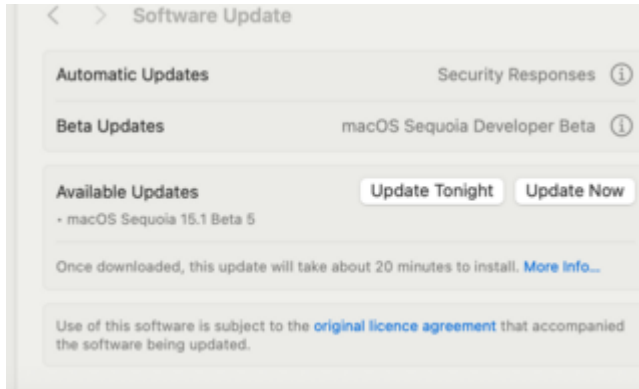 Software Update
Automatic Updates Security Responses
Beta Updates macOS Sequoia Developer Beta
Available Updates Update Tonight Update Now
• macOS Sequoia 15.1 Beta 5
Once downloaded, this update will take about 20 minutes to install. More Info...
Use of this software is subject to the original licence agreement that accompanied
the software being updated.